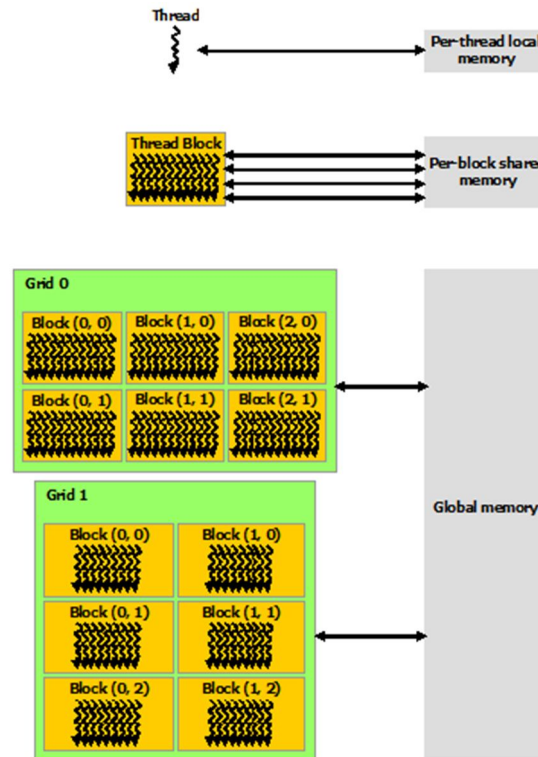 Thread
Per-thread local
memory
Thread Block
Per-block share
memory
Grid 0
Block (0, 0)
Block (1, 0)
Block (2, 0)
Block (0, 1)
Block (1, 1)
Block (2, 1)
Global memory
Grid 1
Block (0, 0)
Block (1, 0)
Block (0, 1)
Block (1, 1)
Block (0, 2)
Block (1, 2)